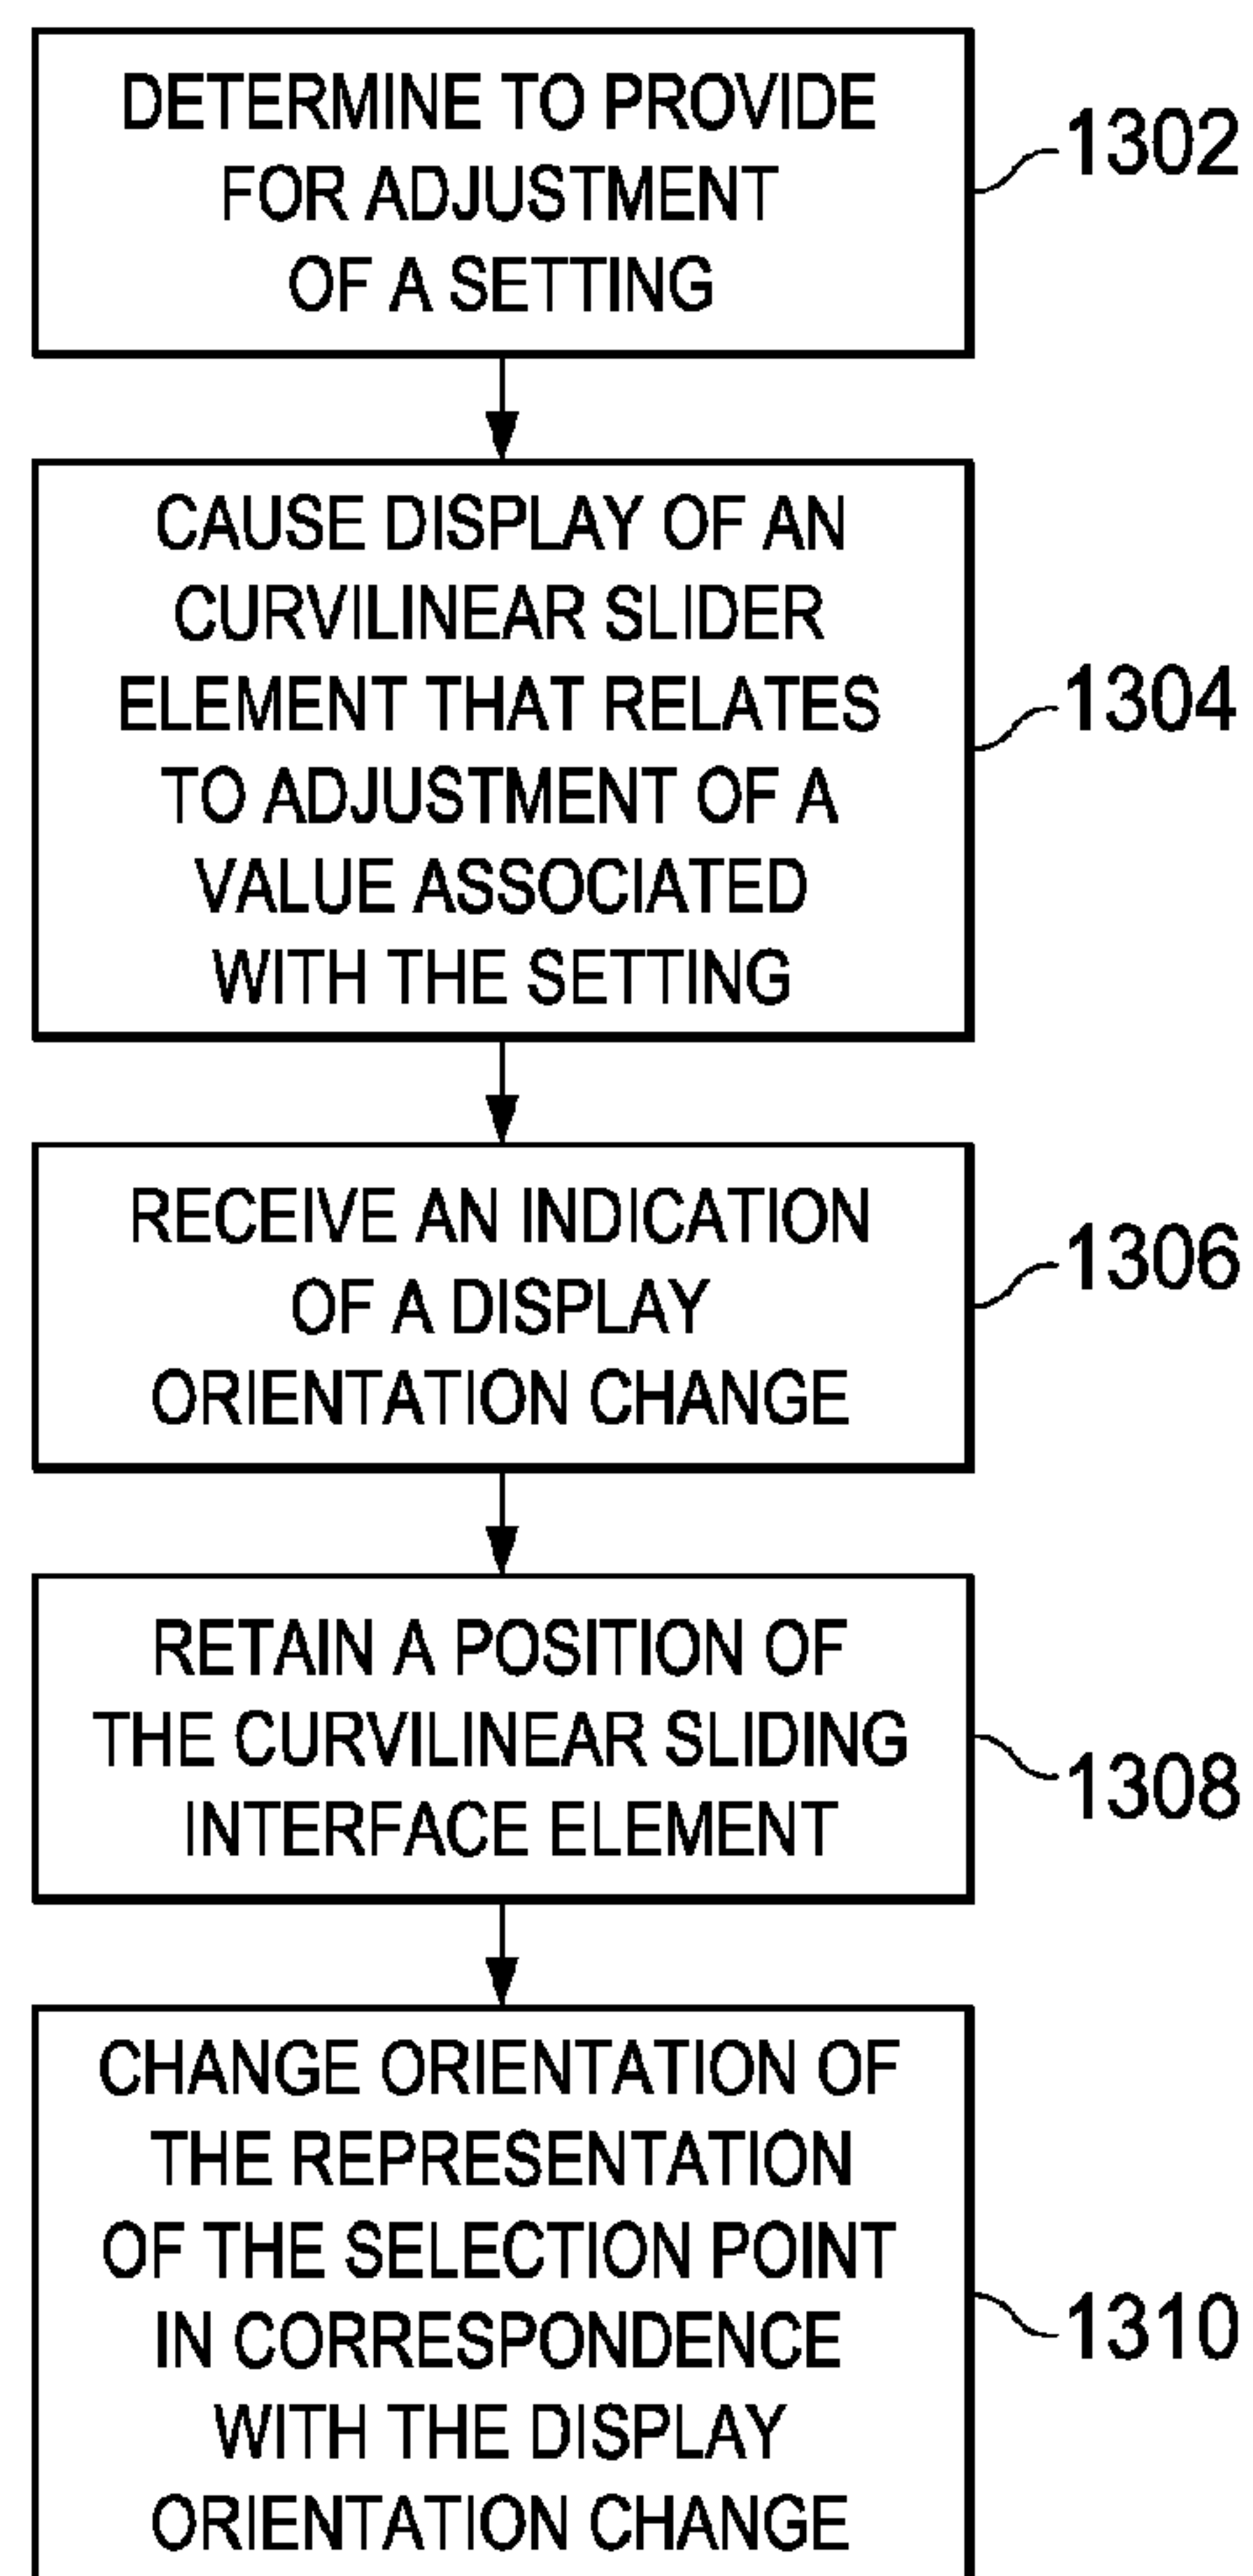 DETERMINE TO PROVIDE
FOR ADJUSTMENT
OF A SETTING
1302
CAUSE DISPLAY OF AN
CURVILINEAR SLIDER
ELEMENT THAT RELATES
TO ADJUSTMENT OF A
VALUE ASSOCIATED
WITH THE SETTING
1304
RECEIVE AN INDICATION
OF A DISPLAY
ORIENTATION CHANGE
1306
RETAIN A POSITION OF
THE CURVILINEAR SLIDING
INTERFACE ELEMENT
1308
CHANGE ORIENTATION OF
THE REPRESENTATION
OF THE SELECTION POINT
IN CORRESPONDENCE
WITH THE DISPLAY
ORIENTATION CHANGE
1310